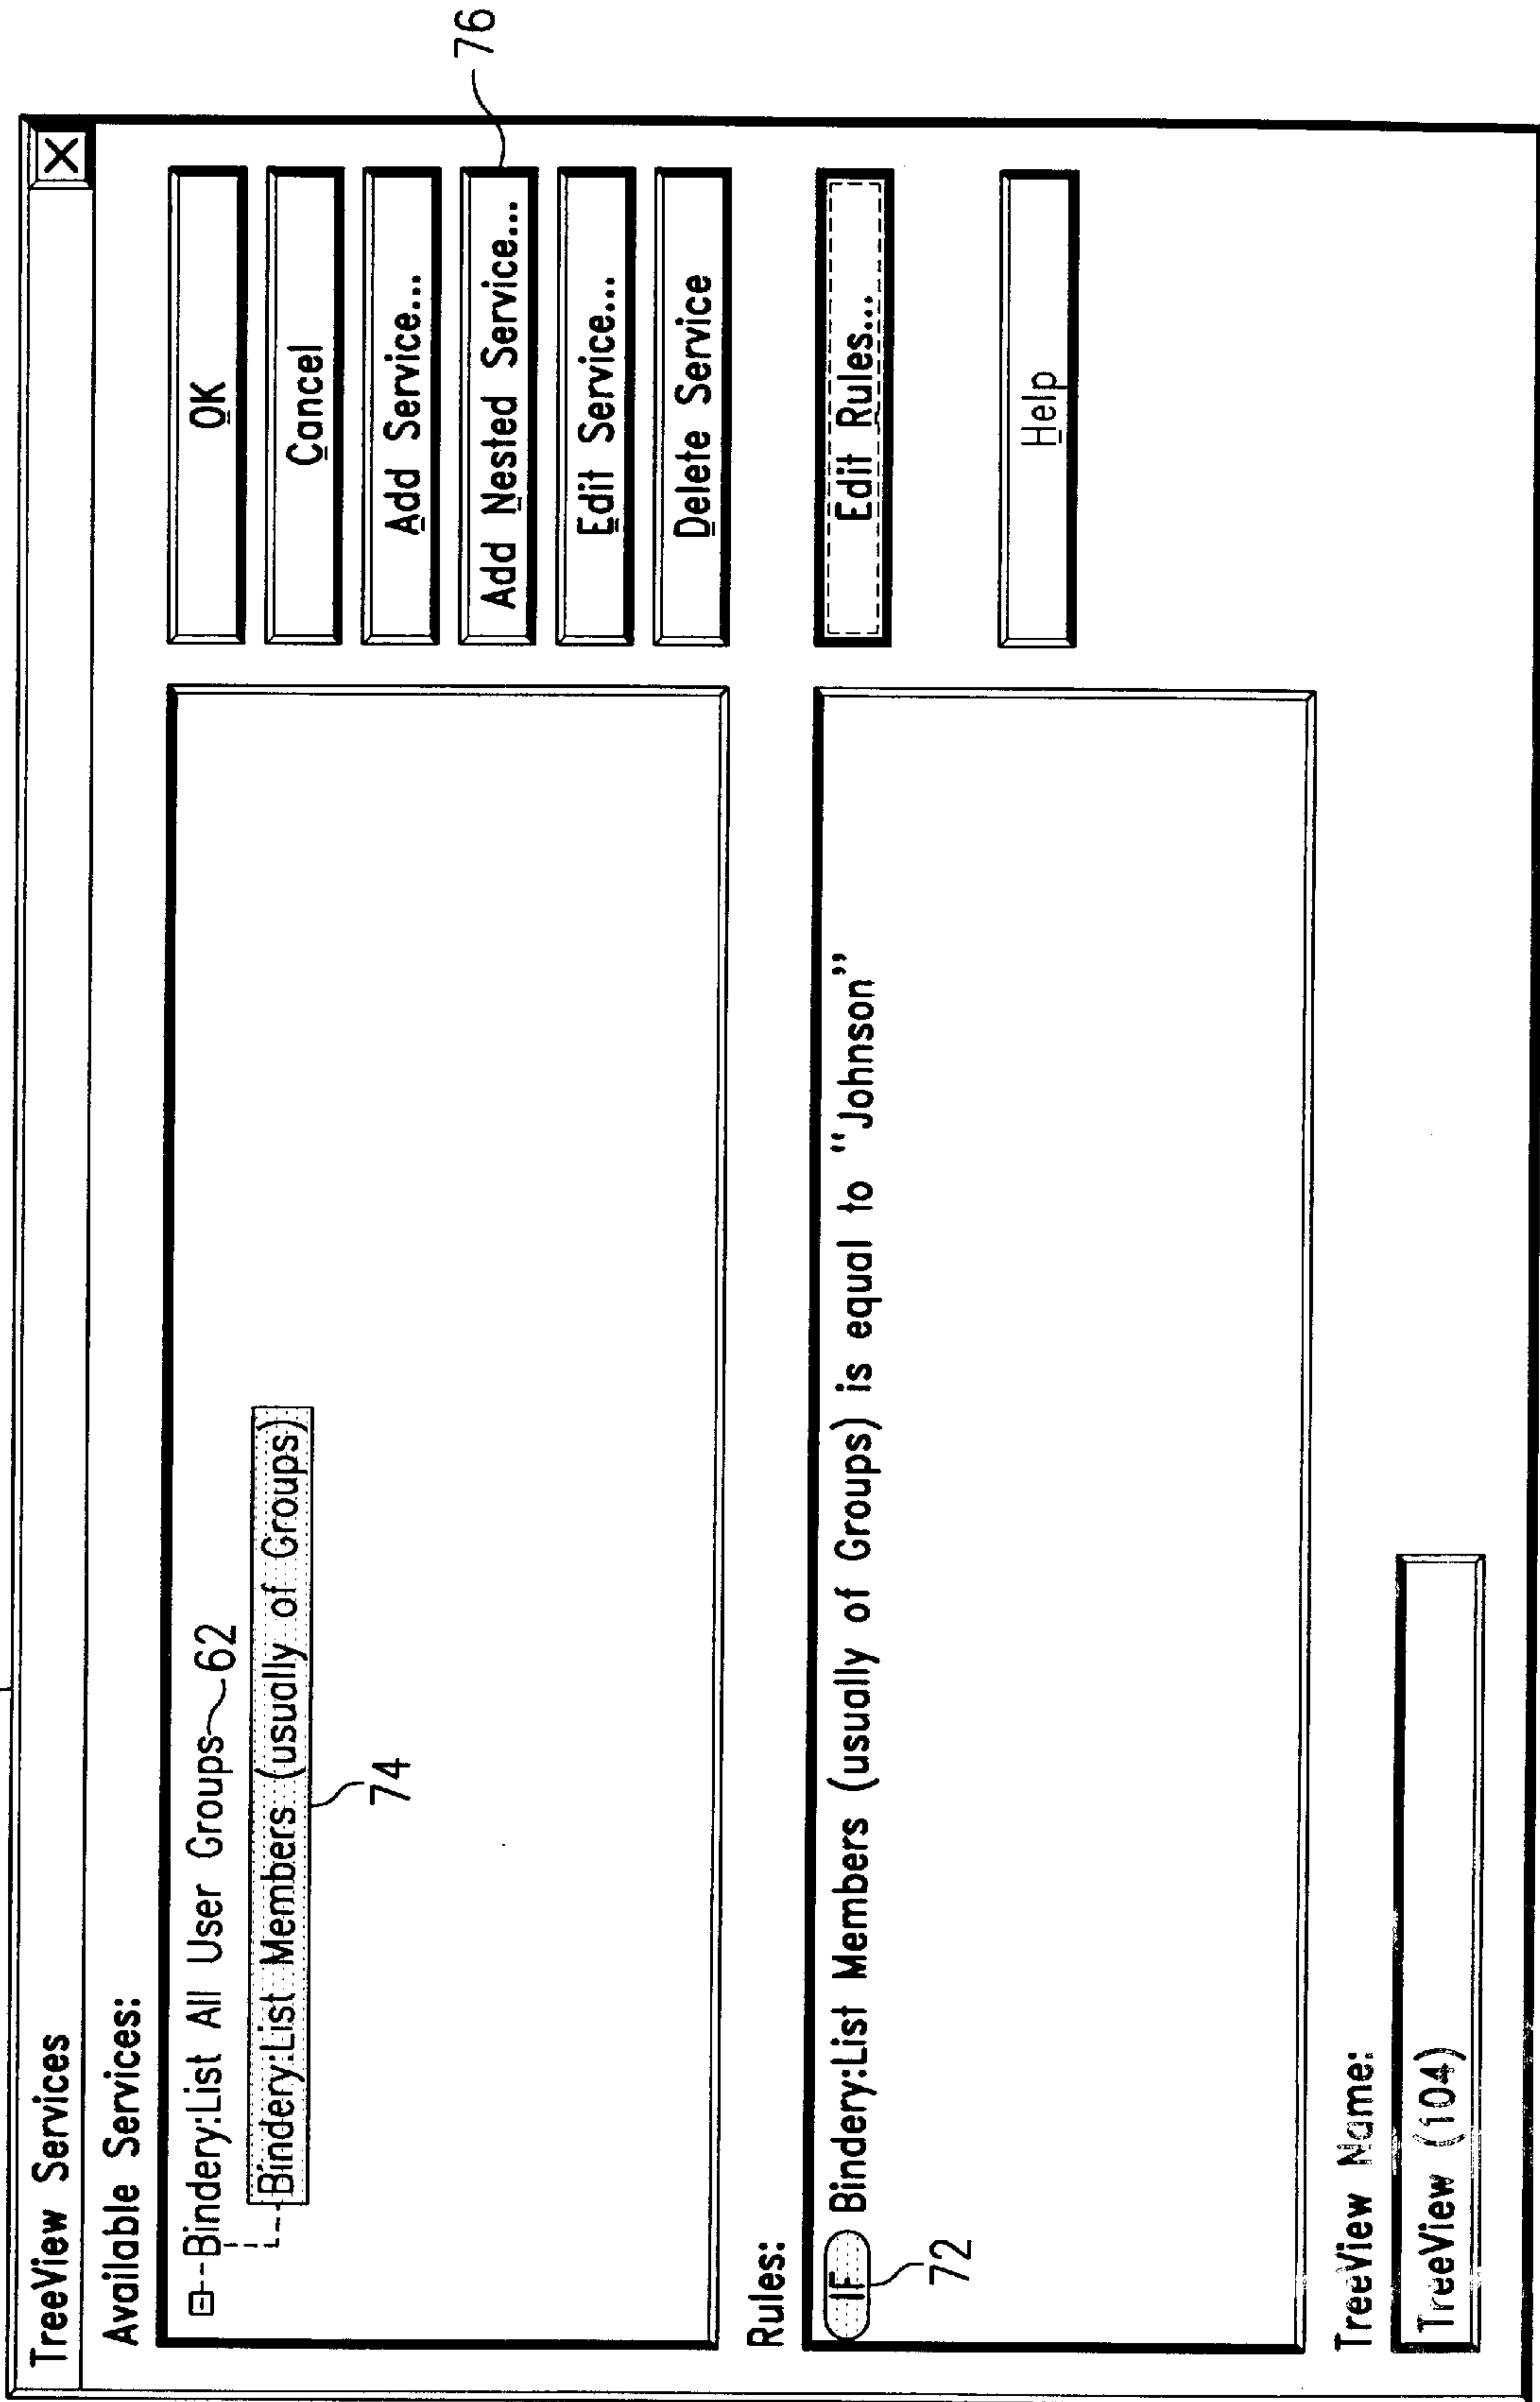 TreeView Services
X
Available Services:
Bindery:List All User Groups 62
Bindery:List Members (usually of Groups)
74
OK
Cancel
Add Service...
Add Nested Service...
76
Edit Service...
Delete Service
Rules:
IF Bindery:List Members (usually of Groups) is equal to "Johnson"
72
Edit Rules...
Help
TreeView Name:
TreeView (104)